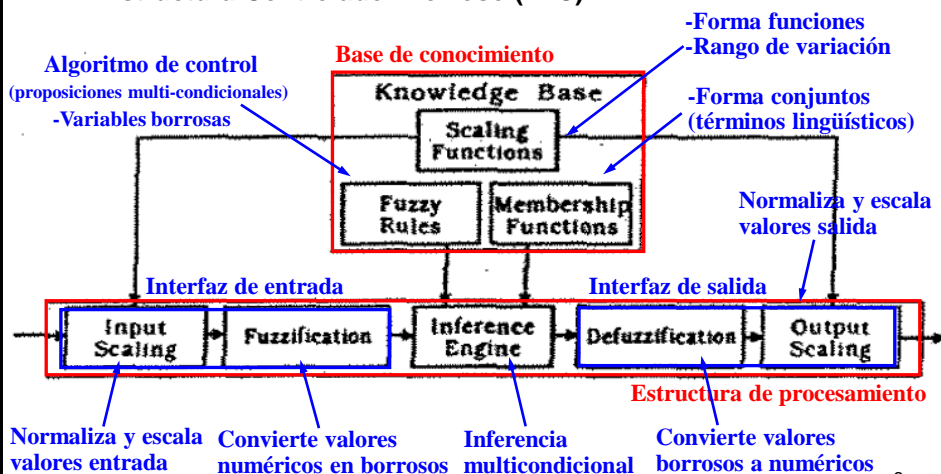 Base de conocimiento
-Forma funciones
-Rango de variación
Algoritmo de control
(proposiciones multi-condicionales)
-Variables borrosas
Knowledge Base
Scaling
Functions
-Forma conjuntos
(términos lingüísticos)
Fuzzy
Rules
Membership
Functions
Normaliza y escala
valores salida
Interfaz de entrada
Interfaz de salida
Input
Scaling
Fuzzification
Inference
Engine
Defuzzification
Output
Scaling
Estructura de procesamiento
Normaliza y escala
valores entrada
Convierte valores
numéricos en borrosos
Inferencia
multicondicional
Convierte valores
borrosos a numéricos